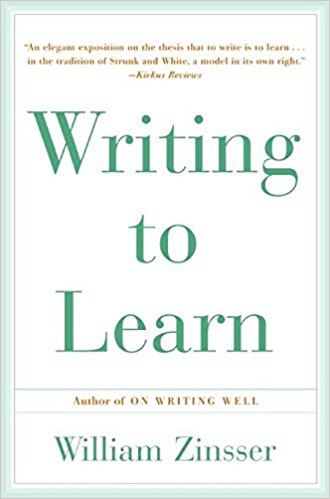 “An elegant exposition on the thesis that to write is to learn . . .
in the tradition of Strunk and White, a model in its own right.”
—Kirkus Reviews
Writing
to
Learn
Author of ON WRITING WELL
William Zinsser